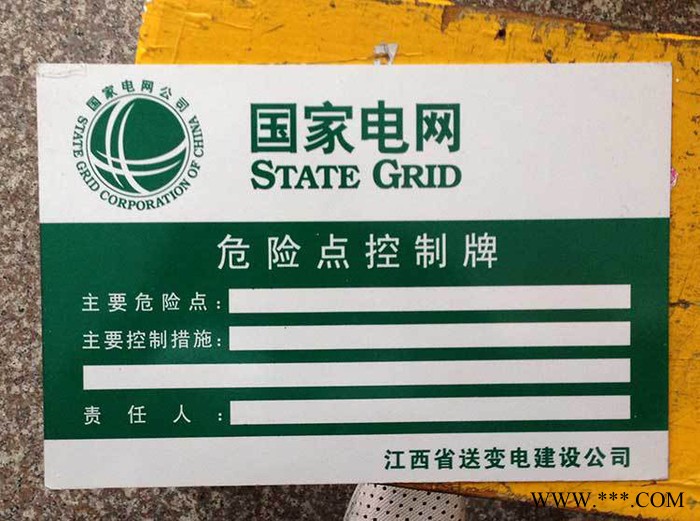 国家电网公司
STATE GRID CORPORATION OF CHINA
国家电网
STATE GRID
危险点控制牌
主要危险点：
主要控制措施：
责任人：
江西省送变电建设公司
WWW.***.COM